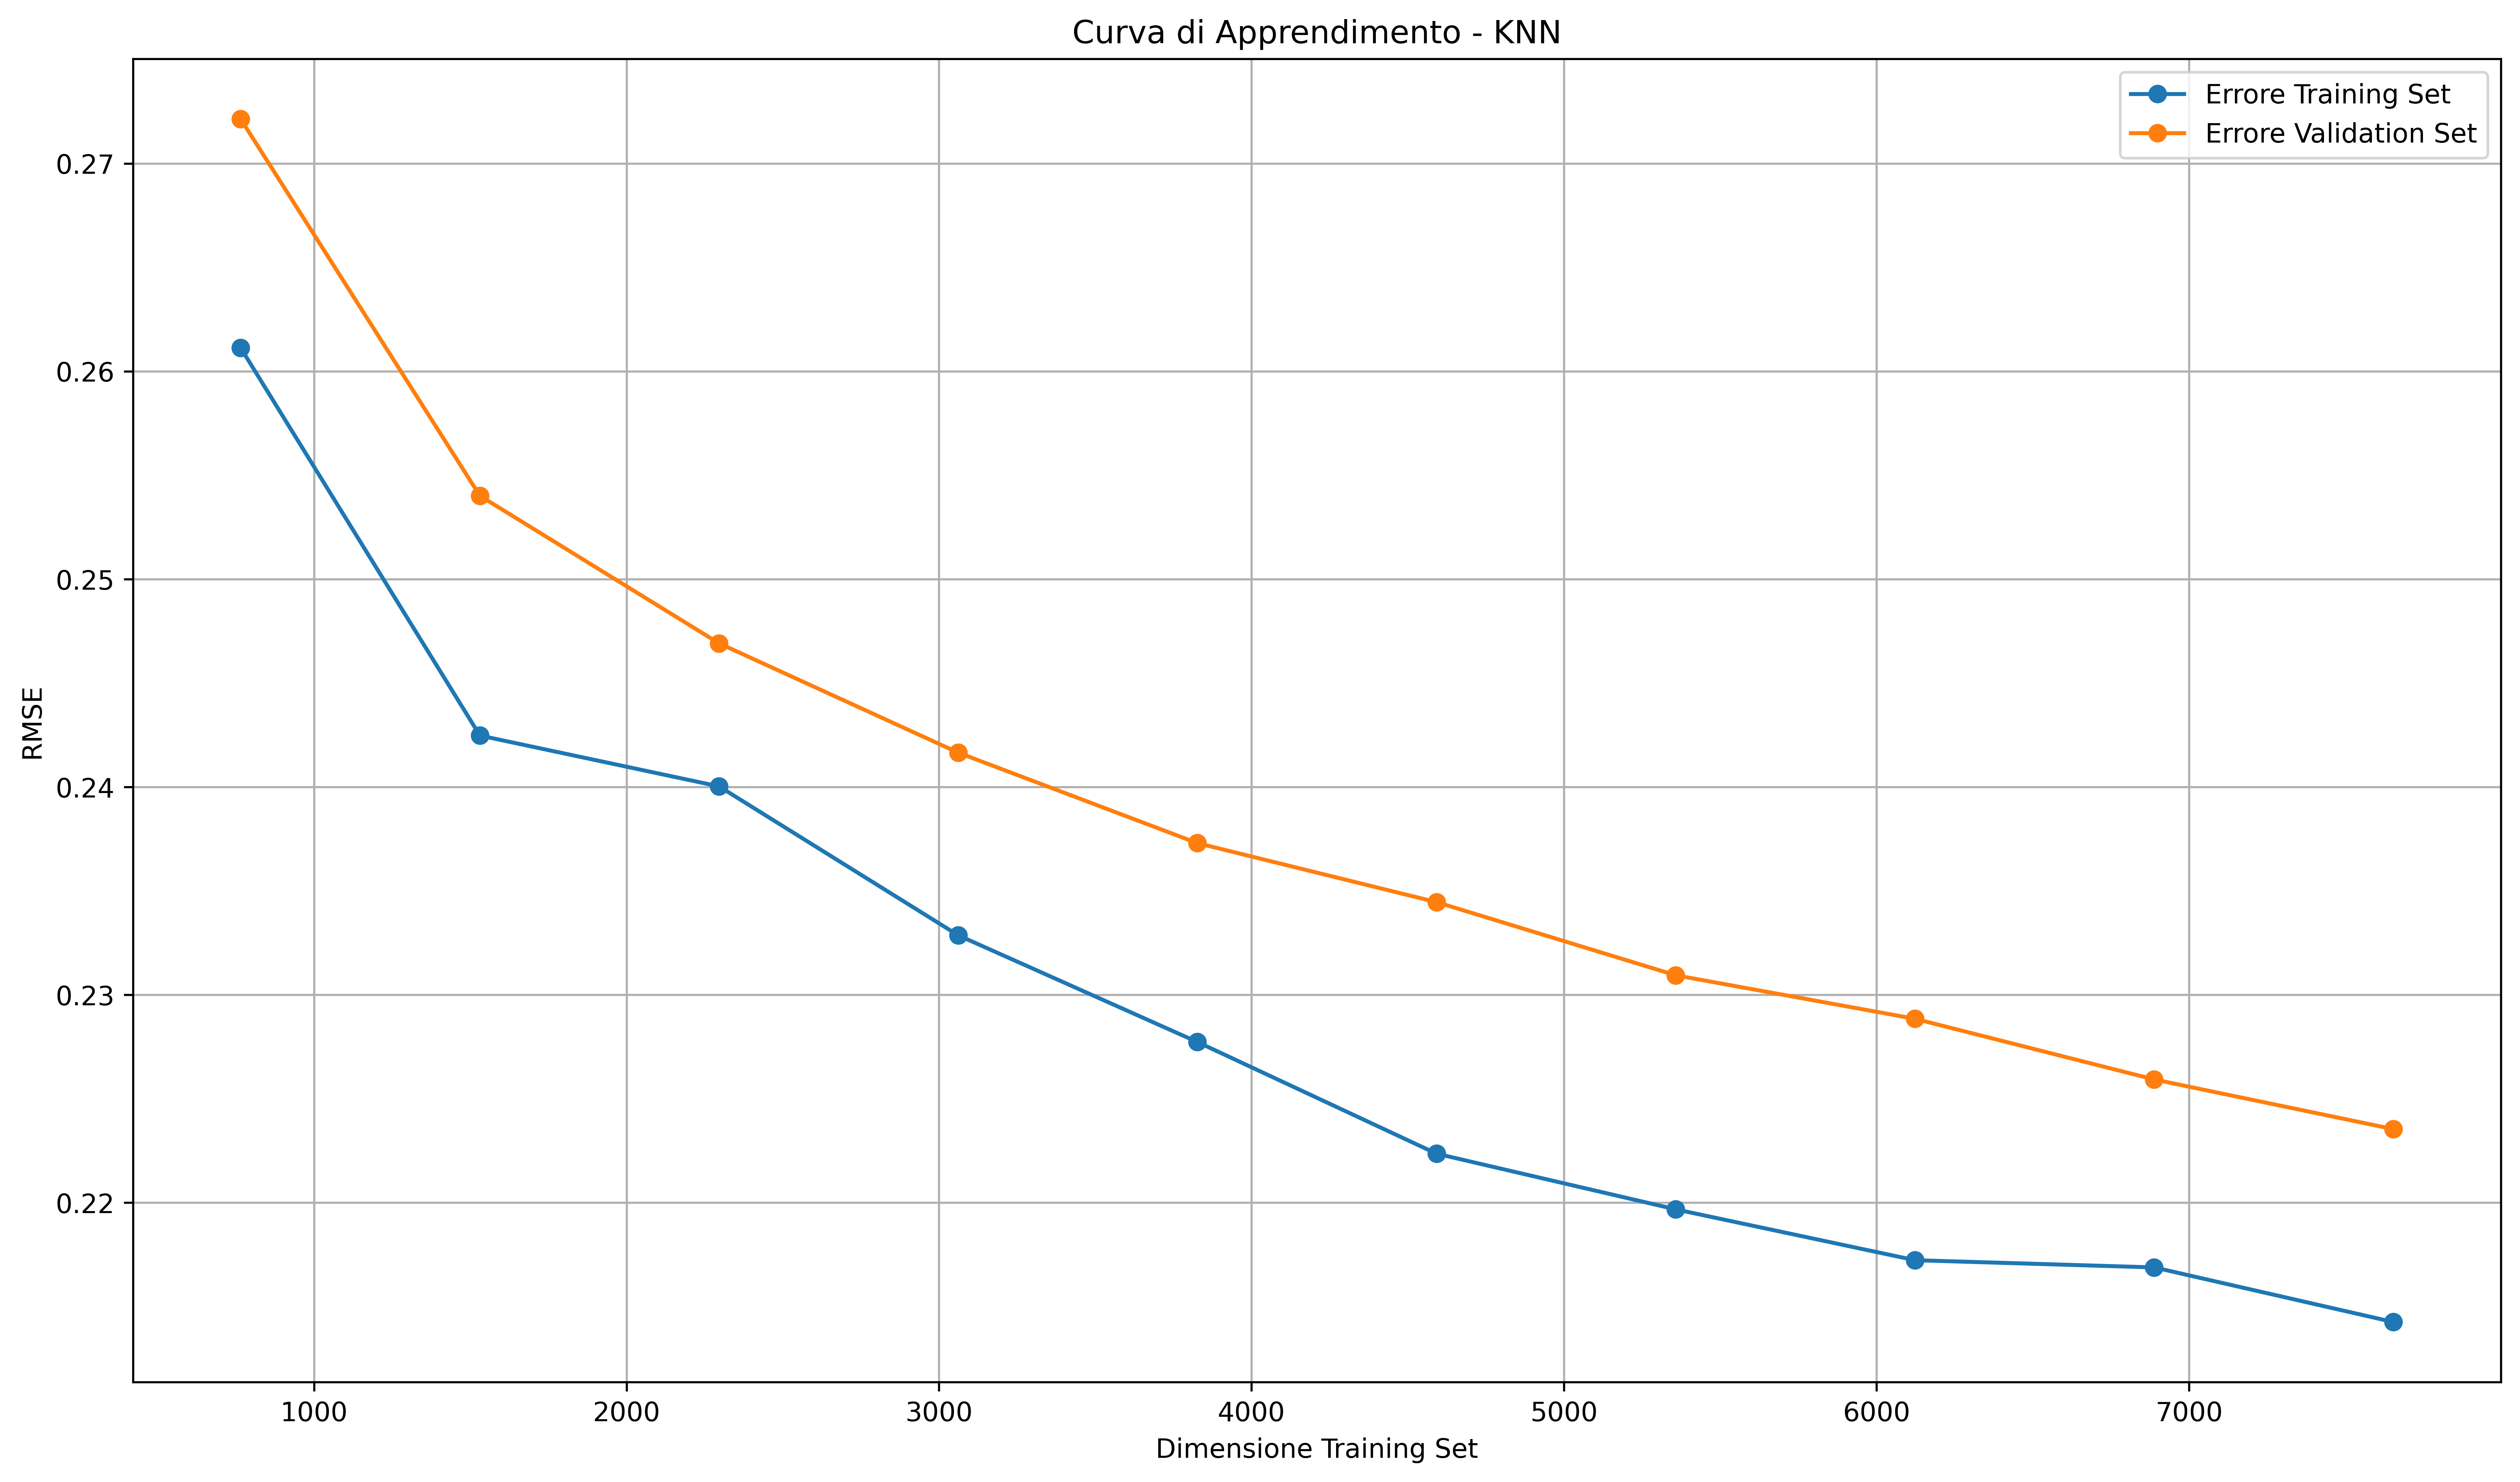 Curva di Apprendimento - KNN
Errore Training Set
Errore Validation Set
0.27
0.26
0.25
0.24
0.23
0.22
RMSE
1000 2000 3000 4000 5000 6000 7000
Dimensione Training Set